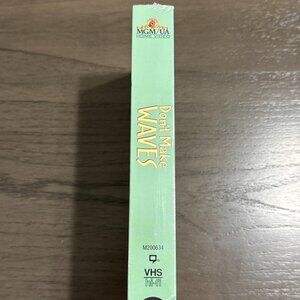 MGM/UA
HOME VIDEO
Don't Make
WAVES
M200634
VHS
hi-fi